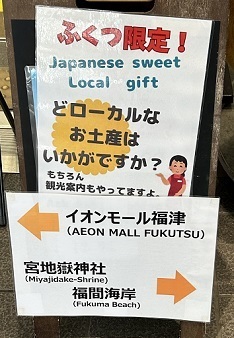 ふくつ限定！
Japanese sweet
Local gift
どローカルな
お土産は
いかがですか？
もちろん
観光案内もやってますよ。
イオンモール福津
(AEON MALL FUKUTSU)
宮地嶽神社
(Miyajidake-Shrine)
福間海岸
(Fukuma Beach)